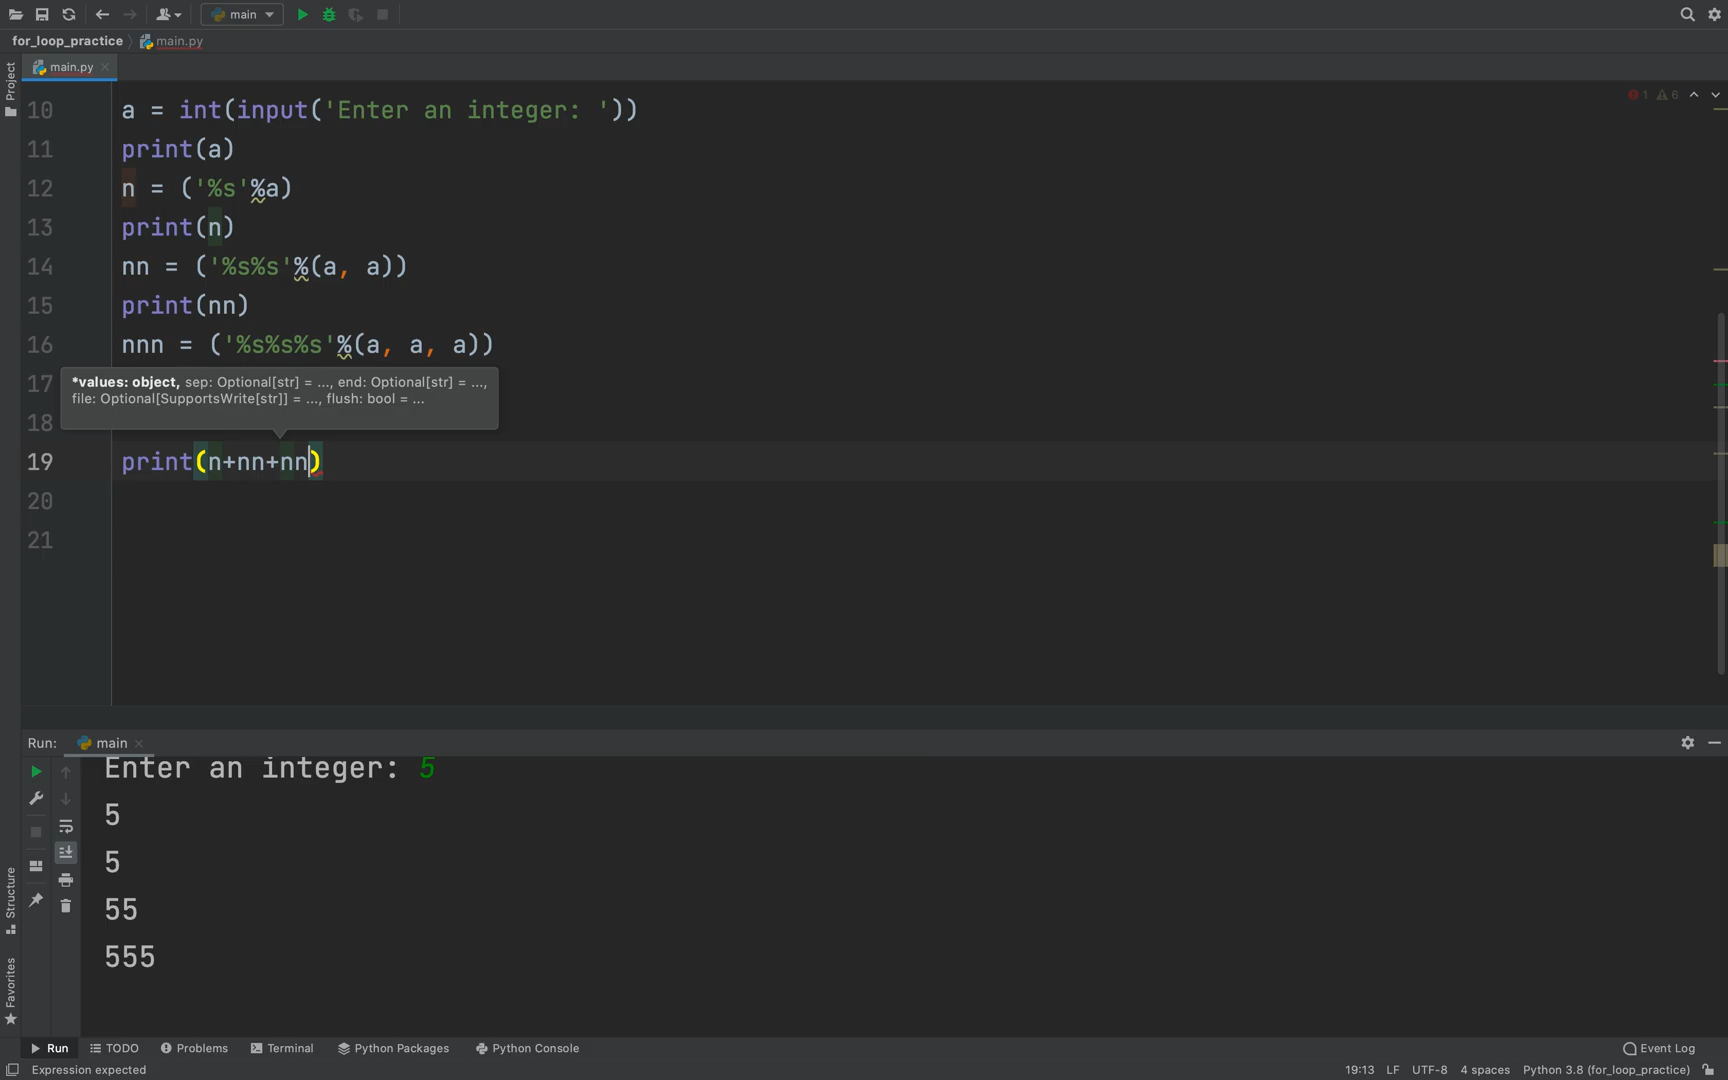 main
for_loop_practice
main.py
Project
main.py
1 6
10 a = int(input('Enter an integer: '))
11 print(a)
12 n = ('%s'%a)
13 print(n)
14 nn = ('%s%s'%(a, a))
15 print(nn)
16 nnn = ('%s%s%s'%(a, a, a))
17
*values: object, sep: Optional[str] = ..., end: Optional[str] = ...,
file: Optional[SupportsWrite[str]] = ..., flush: bool = ...
18
19 print(n+nn+nn)
20
21
Run: main
Enter an integer: 5
5
5
55
555
Structure
Favorites
Run TODO Problems Terminal Python Packages Python Console Event Log
Expression expected 19:13 LF UTF-8 4 spaces Python 3.8 (for_loop_practice)